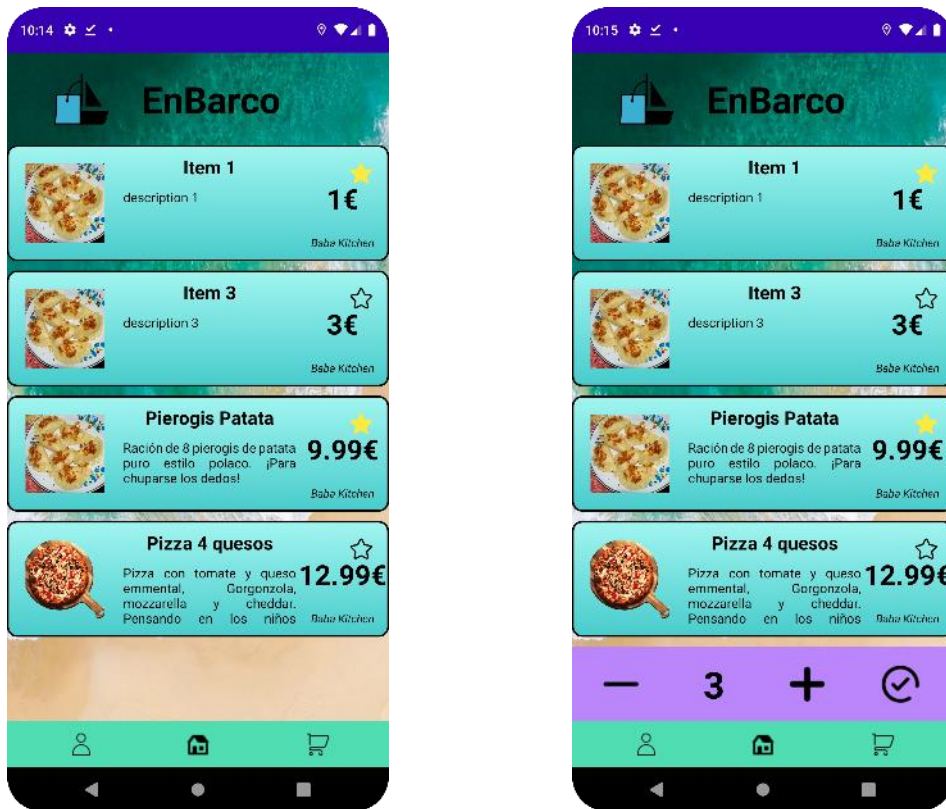 10:14
EnBarco
Item 1
description 1
1€
Baba Kitchen
Item 3
description 3
3€
Baba Kitchen
Pierogis Patata
Ración de 8 pierogis de patata
puro estilo polaco. ¡Para
chuparse los dedos!
9.99€
Baba Kitchen
Pizza 4 quesos
Pizza con tomate y queso
emmental, Gorgonzola,
mozzarella y cheddar.
Pensando en los niños
12.99€
Baba Kitchen
10:15
EnBarco
Item 1
description 1
1€
Baba Kitchen
Item 3
description 3
3€
Baba Kitchen
Pierogis Patata
Ración de 8 pierogis de patata
puro estilo polaco. ¡Para
chuparse los dedos!
9.99€
Baba Kitchen
Pizza 4 quesos
Pizza con tomate y queso
emmental, Gorgonzola,
mozzarella y cheddar.
Pensando en los niños
12.99€
Baba Kitchen
3